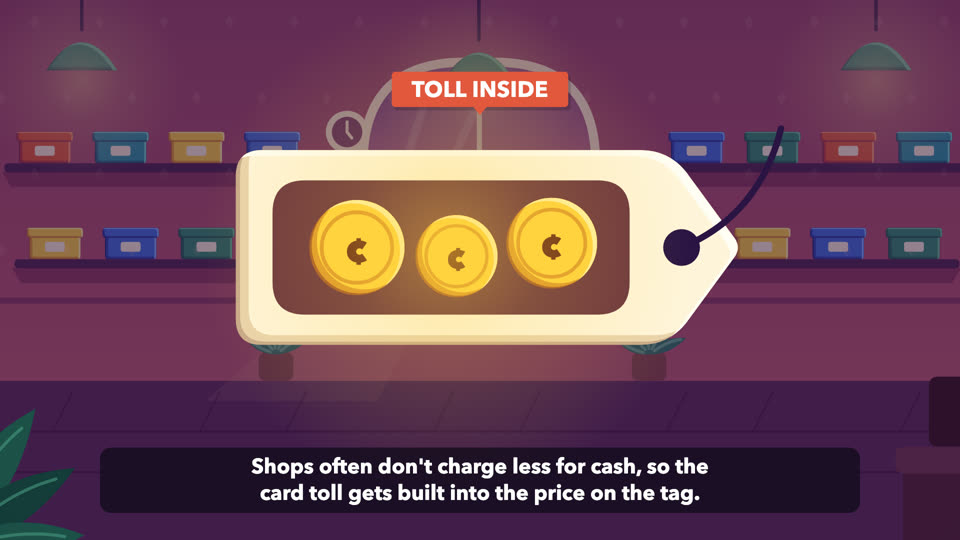 TOLL INSIDE
¢ ¢ ¢
Shops often don't charge less for cash, so the
card toll gets built into the price on the tag.